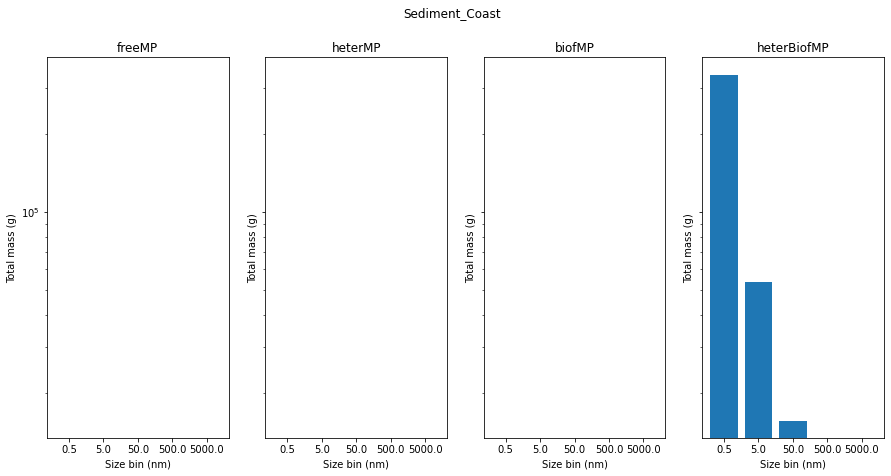 Sediment_Coast
freeMP
heterMP
biofMP
heterBiofMP
Total mass (g)
10⁵
0.5 5.0 50.0 500.0 5000.0
Size bin (nm)
Total mass (g)
0.5 5.0 50.0 500.0 5000.0
Size bin (nm)
Total mass (g)
0.5 5.0 50.0 500.0 5000.0
Size bin (nm)
Total mass (g)
0.5 5.0 50.0 500.0 5000.0
Size bin (nm)